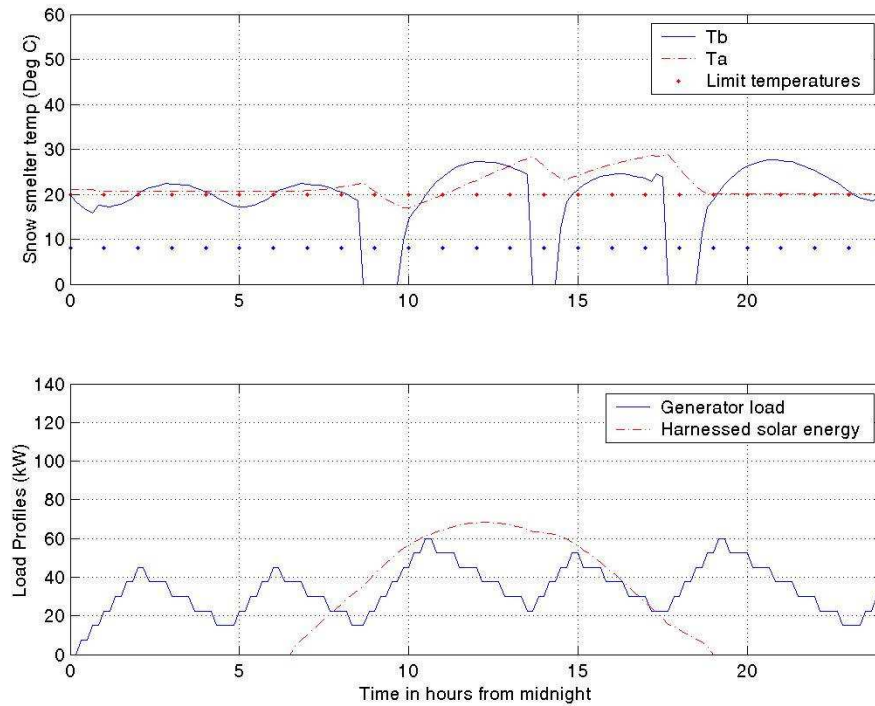 60
50
40
30
20
10
0
Snow smelter temp (Deg C)
Tb
Ta
Limit temperatures
0 5 10 15 20
140
120
100
80
60
40
20
0
Load Profiles (kW)
Generator load
Harnessed solar energy
0 5 10 15 20
Time in hours from midnight